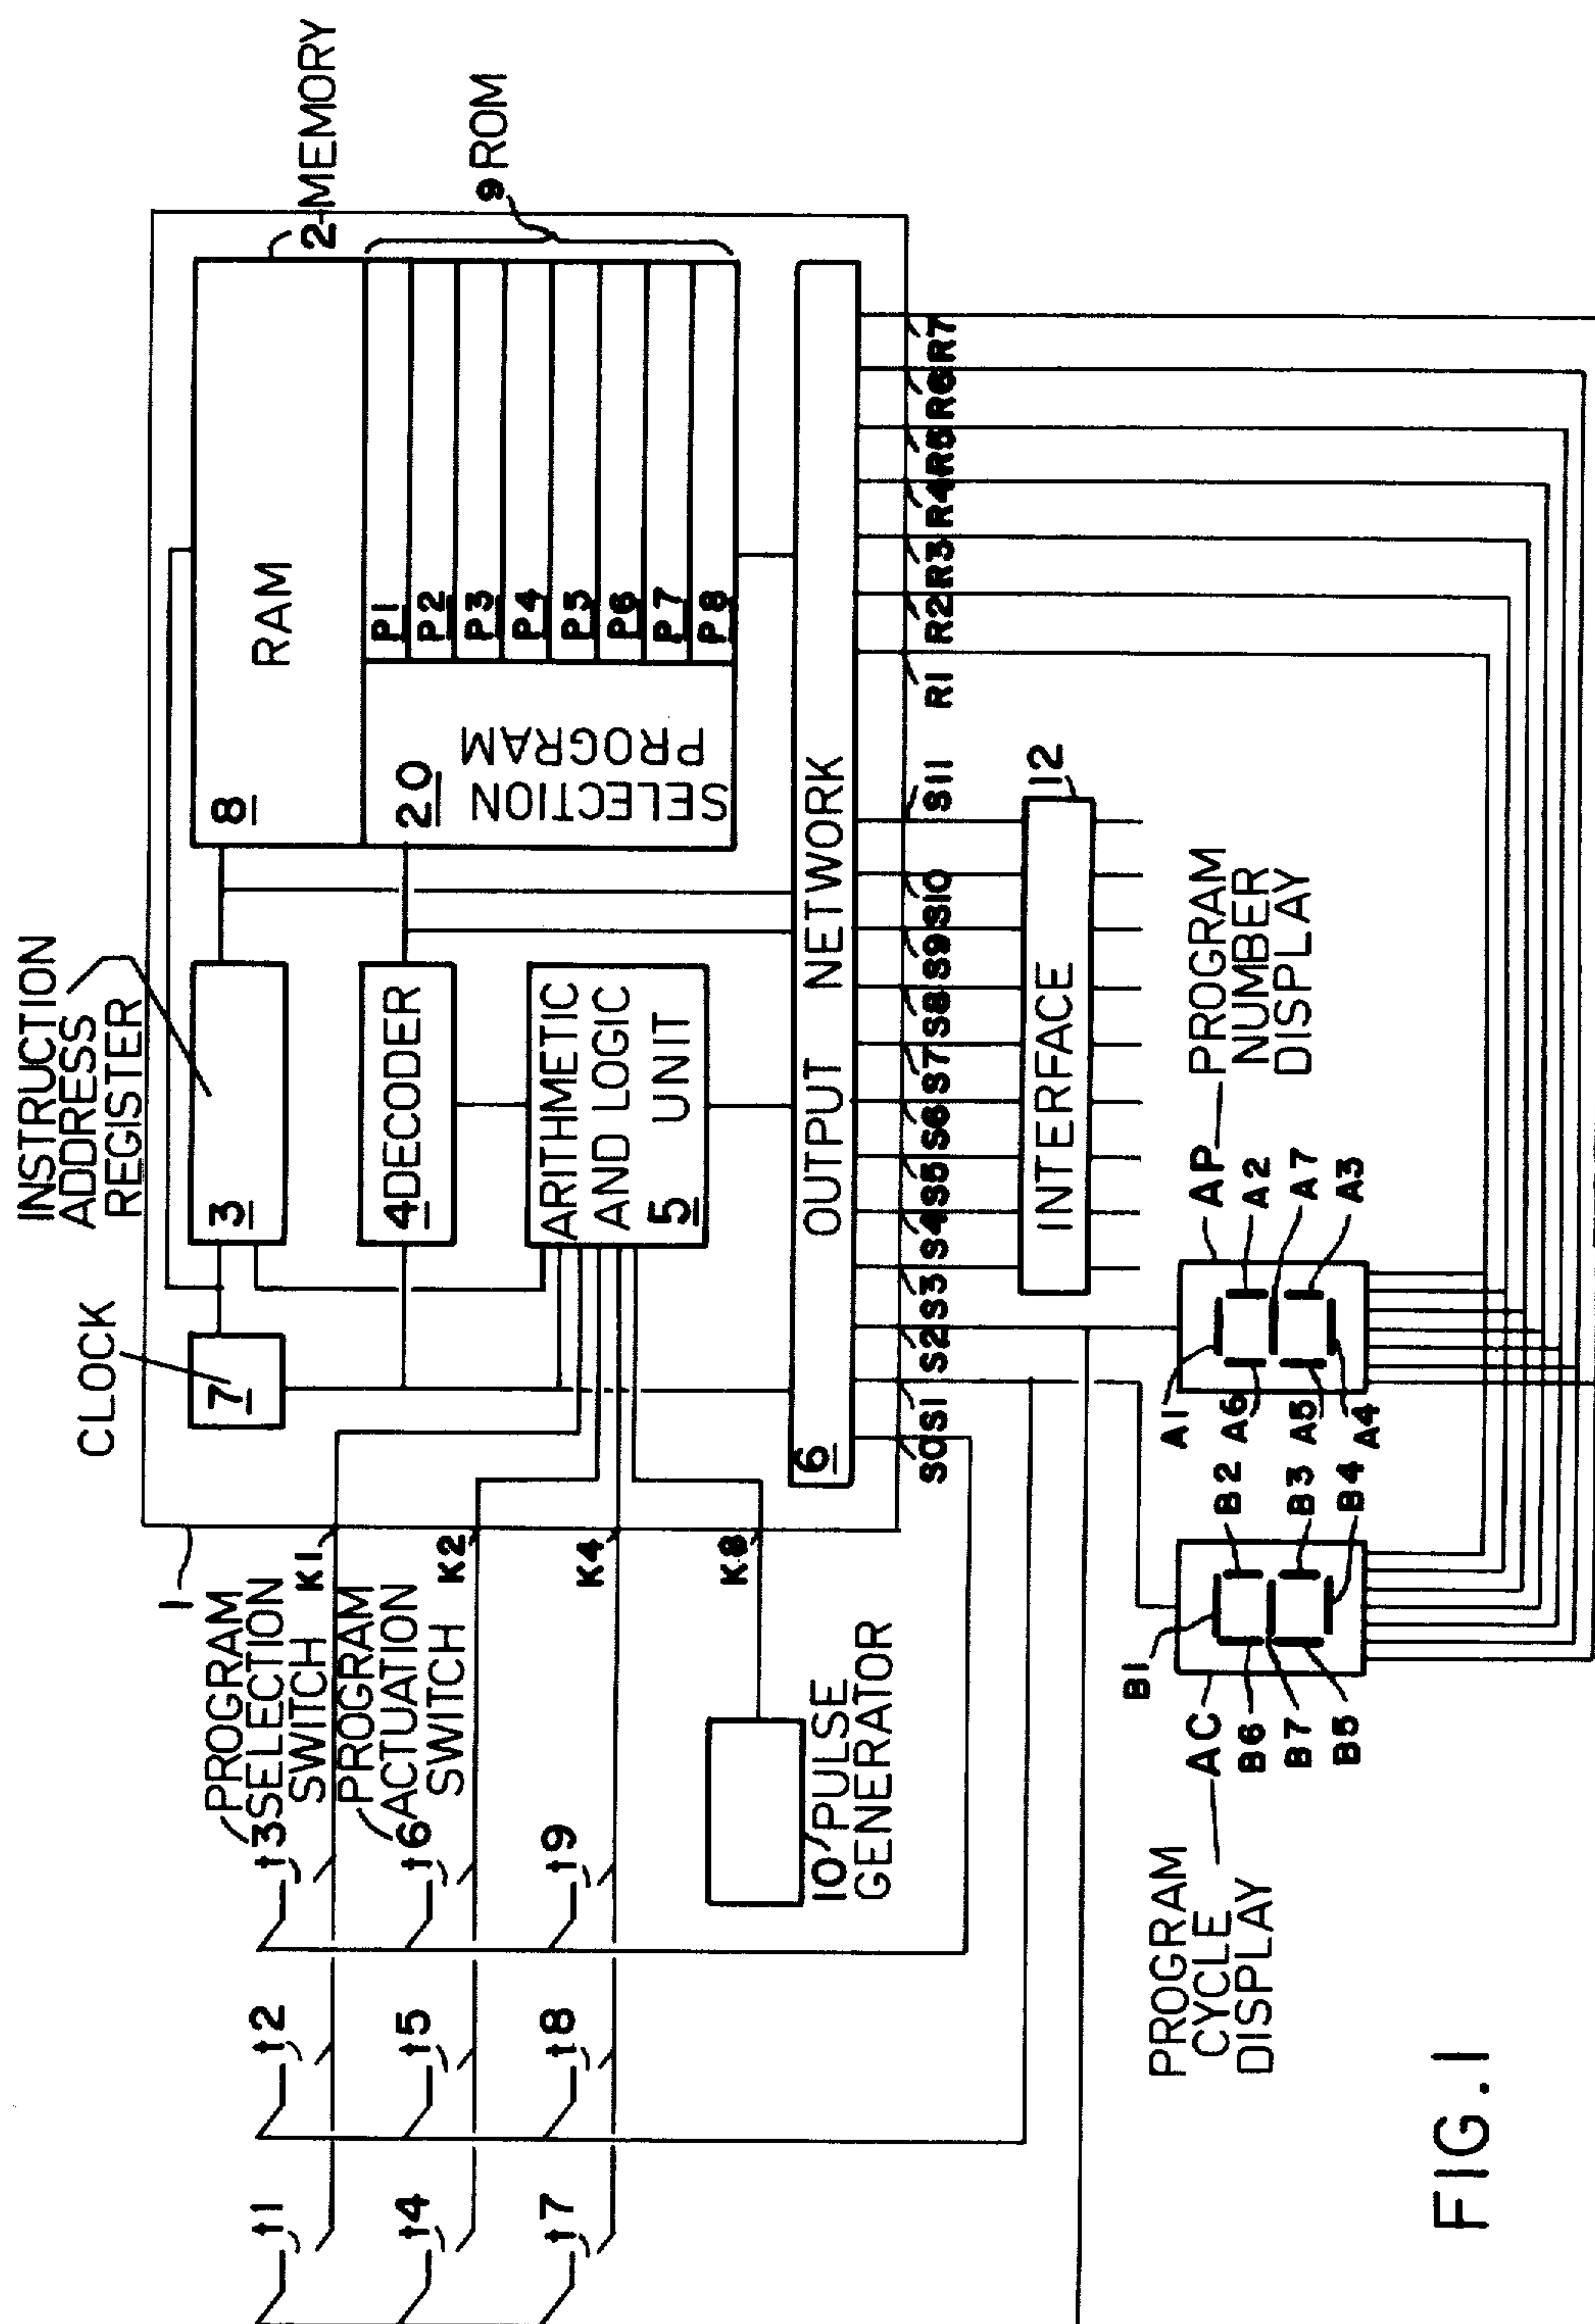 INSTRUCTION
ADDRESS
REGISTER
CLOCK
7
3
8
RAM
2 MEMORY
9 ROM
4 DECODER
20
SELECTION
PROGRAM
P1
P2
P3
P4
P5
P6
P7
P8
ARITHMETIC
AND LOGIC
5 UNIT
6
OUTPUT NETWORK
1
K1
K2
K4
K8
S0 S1 S2 S3 S4 S5 S6 S7 S8 S9 S10 S11 R1 R2 R3 R4 R5 R6 R7
INTERFACE
12
t1
t2
t3
PROGRAM
SELECTION
SWITCH
t4
t5
t6
PROGRAM
ACTUATION
SWITCH
t7
t8
t9
10 PULSE
GENERATOR
PROGRAM
CYCLE
DISPLAY
AC
B1
B2
B3
B4
B5
B6
B7
AP
PROGRAM
NUMBER
DISPLAY
A1
A2
A3
A4
A5
A6
A7
FIG.1